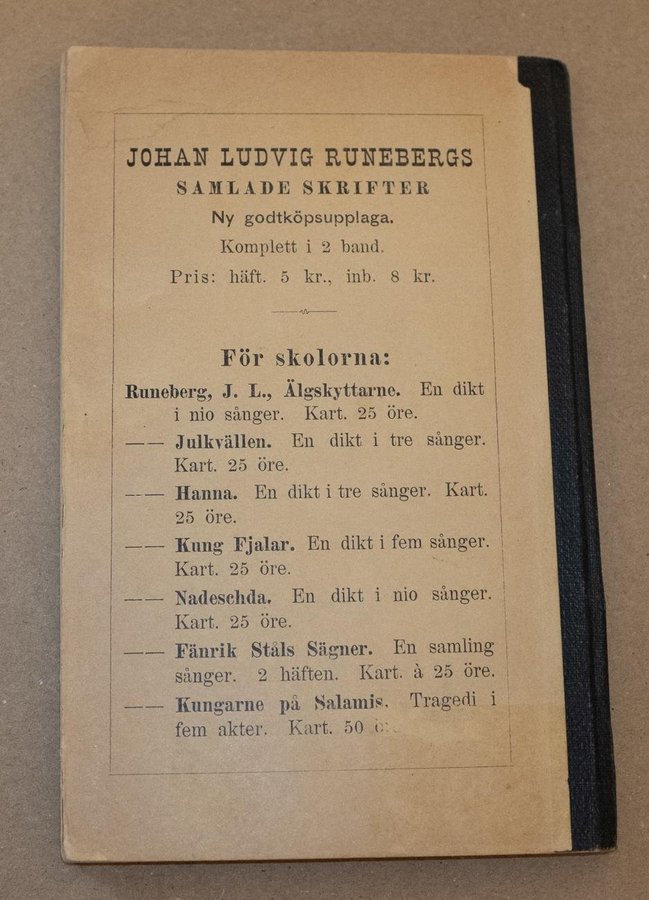 JOHAN LUDVIG RUNEBERGS
SAMLADE SKRIFTER
Ny godtköpsupplaga.
Komplett i 2 band.
Pris: häft. 5 kr., inb. 8 kr.
För skolorna:
Runeberg, J. L., Älgskyttarne. En dikt
i nio sånger. Kart. 25 öre.
—— Julkvällen. En dikt i tre sånger.
Kart. 25 öre.
—— Hanna. En dikt i tre sånger. Kart.
25 öre.
—— Kung Fjalar. En dikt i fem sånger.
Kart. 25 öre.
—— Nadeschda. En dikt i nio sånger.
Kart. 25 öre.
—— Fänrik Ståls Sägner. En samling
sånger. 2 häften. Kart. à 25 öre.
—— Kungarne på Salamis. Tragedi i
fem akter. Kart. 50